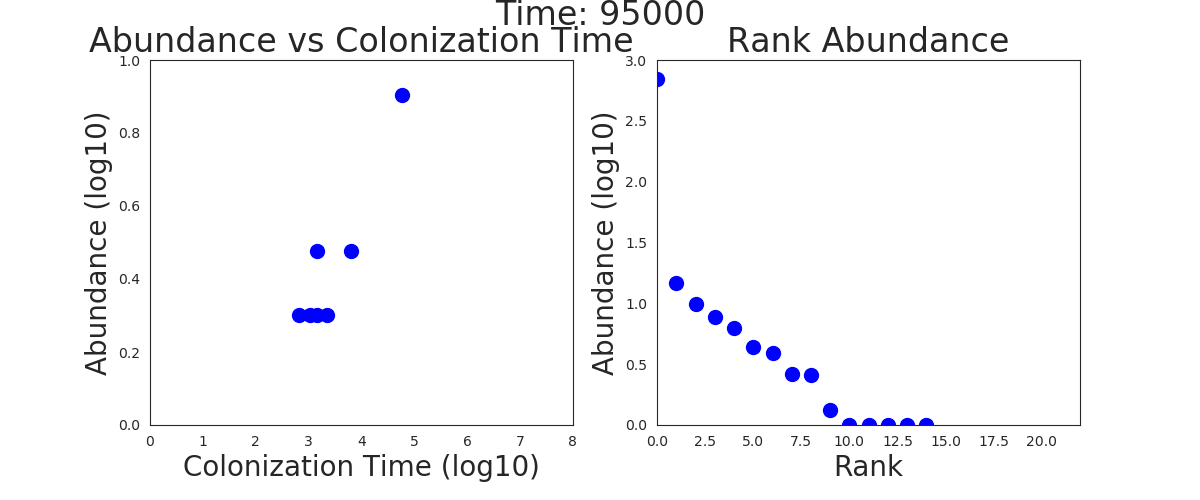 Time: 95000
Abundance vs Colonization Time
Rank Abundance
1.0
0.8
0.6
0.4
0.2
0.0
Abundance (log10)
0 1 2 3 4 5 6 7 8
Colonization Time (log10)
3.0
2.5
2.0
1.5
1.0
0.5
0.0
Abundance (log10)
0.0 2.5 5.0 7.5 10.0 12.5 15.0 17.5 20.0
Rank